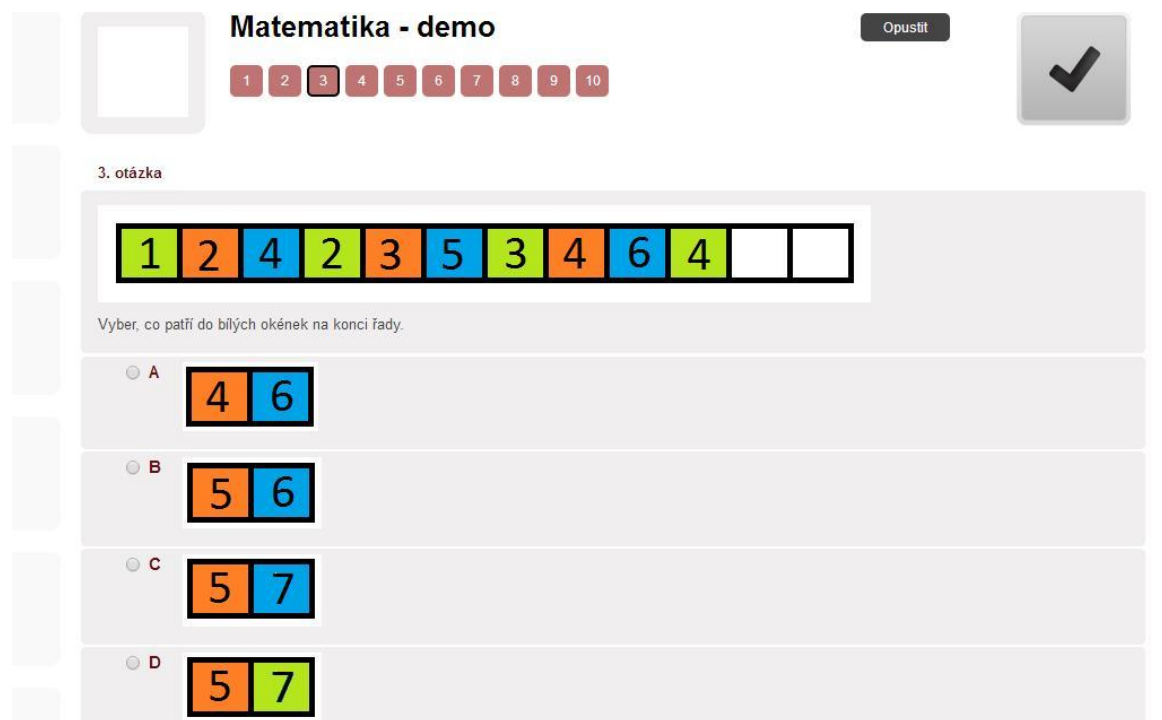 Matematika - demo
Opustit
1 2 3 4 5 6 7 8 9 10
3. otázka
1 2 4 2 3 5 3 4 6 4
Vyber, co patří do bílých okének na konci řady.
A 4 6
B 5 6
C 5 7
D 5 7